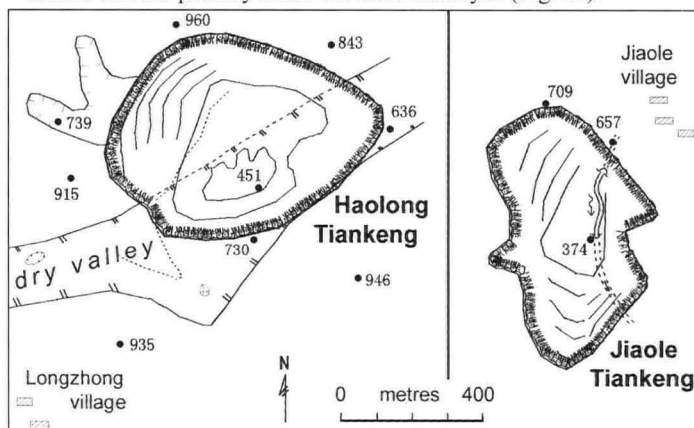 960
843
739
636
915
451
Haolong
Tiankeng
730
dry valley
946
935
Longzhong
village
N
0 metres 400
Jiaole
village
709
657
374
Jiaole
Tiankeng